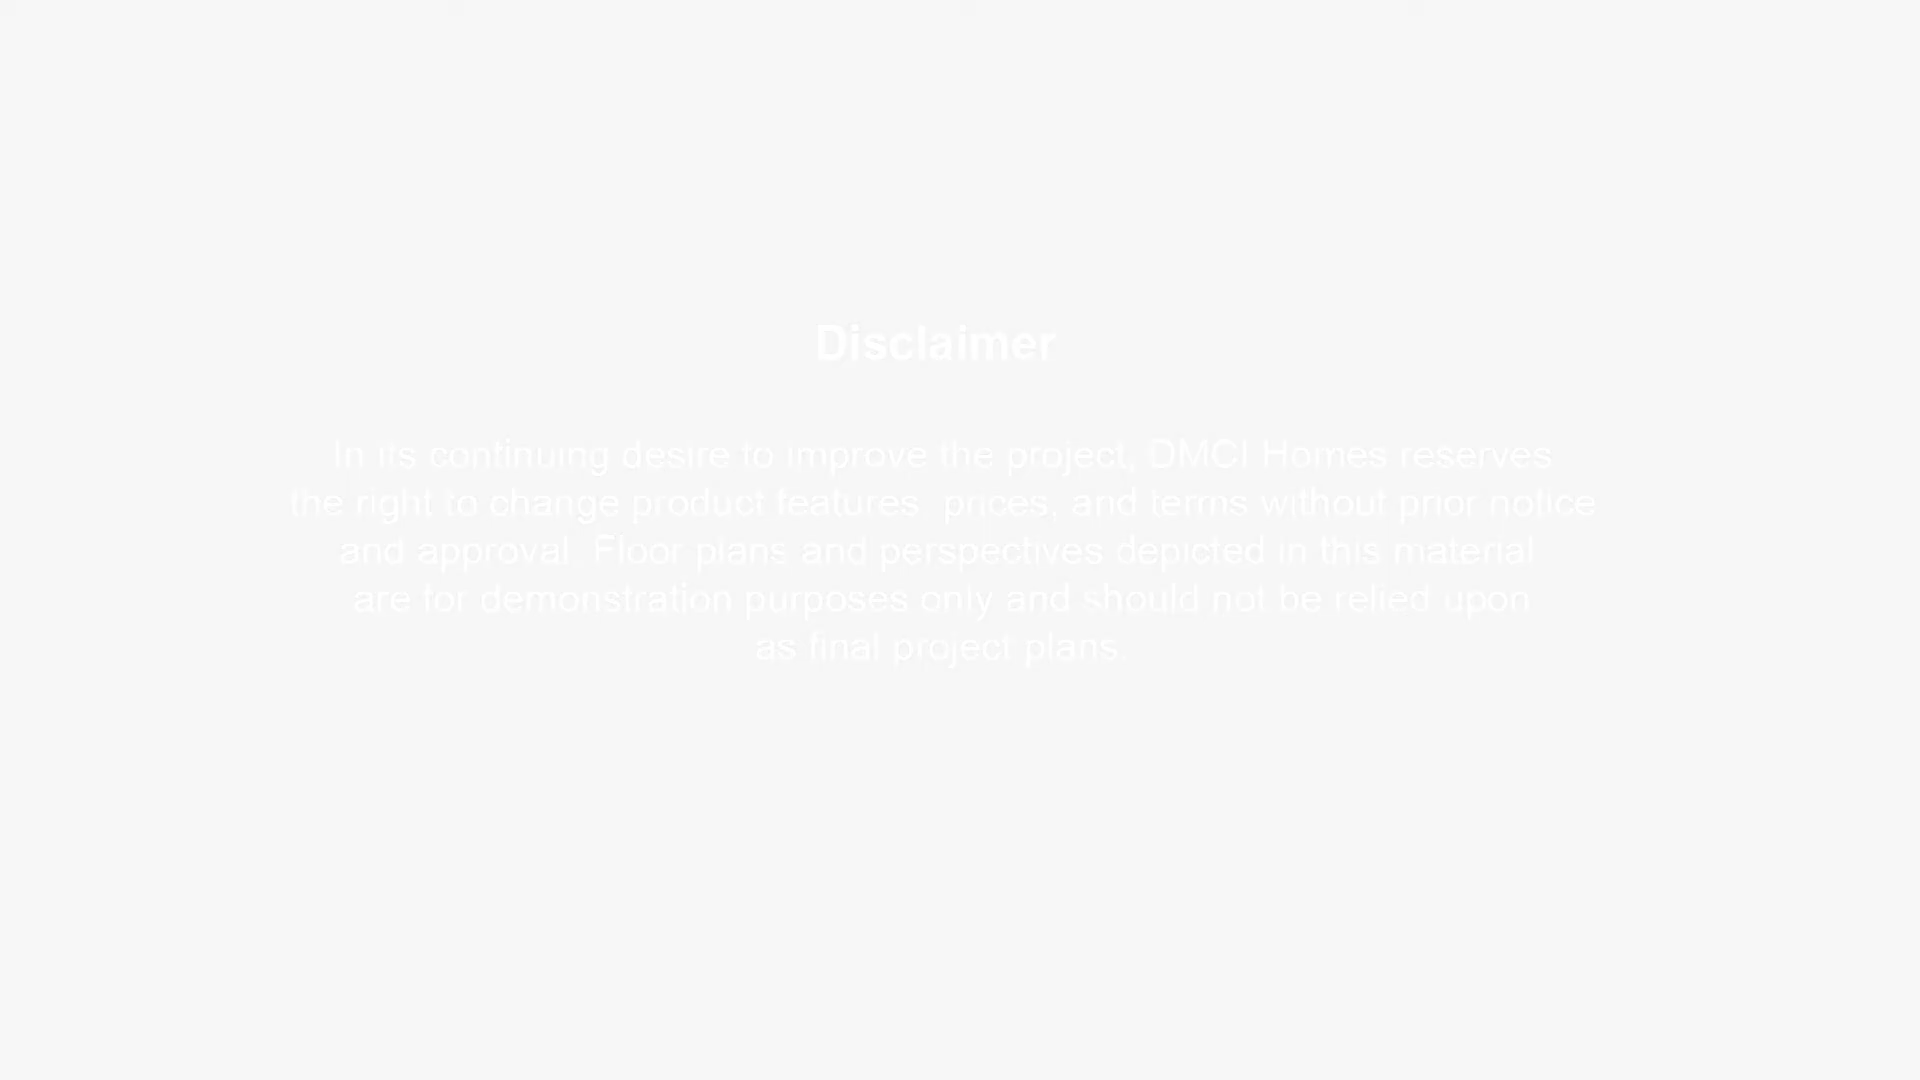 Disclaimer
In its continuing desire to improve the project, DMCI Homes reserves
the right to change product features, prices, and terms without prior notice
and approval. Floor plans and perspectives depicted in this material
are for demonstration purposes only and should not be relied upon
as final project plans.